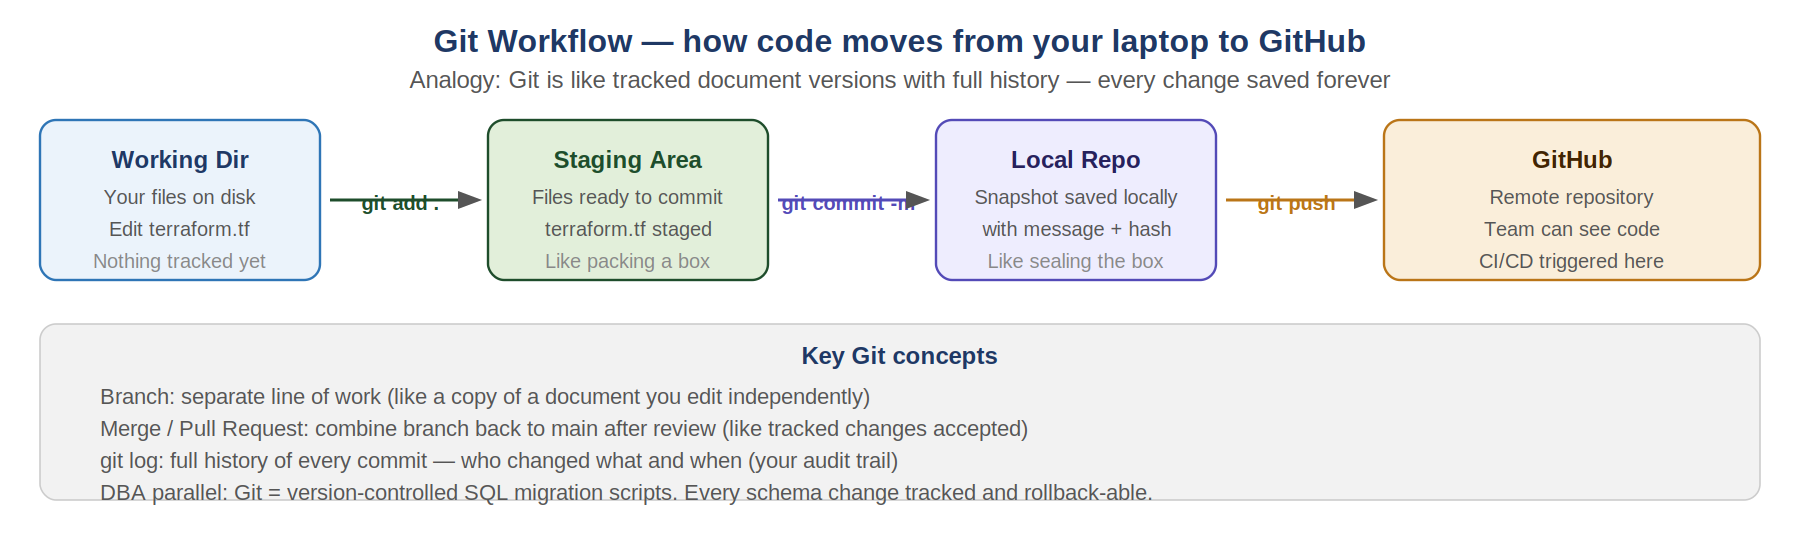 Git Workflow — how code moves from your laptop to GitHub
Analogy: Git is like tracked document versions with full history — every change saved forever
Working Dir
Your files on disk
Edit terraform.tf
Nothing tracked yet
git add .
Staging Area
Files ready to commit
terraform.tf staged
Like packing a box
git commit -m
Local Repo
Snapshot saved locally
with message + hash
Like sealing the box
git push
GitHub
Remote repository
Team can see code
CI/CD triggered here
Key Git concepts
Branch: separate line of work (like a copy of a document you edit independently)
Merge / Pull Request: combine branch back to main after review (like tracked changes accepted)
git log: full history of every commit — who changed what and when (your audit trail)
DBA parallel: Git = version-controlled SQL migration scripts. Every schema change tracked and rollback-able.